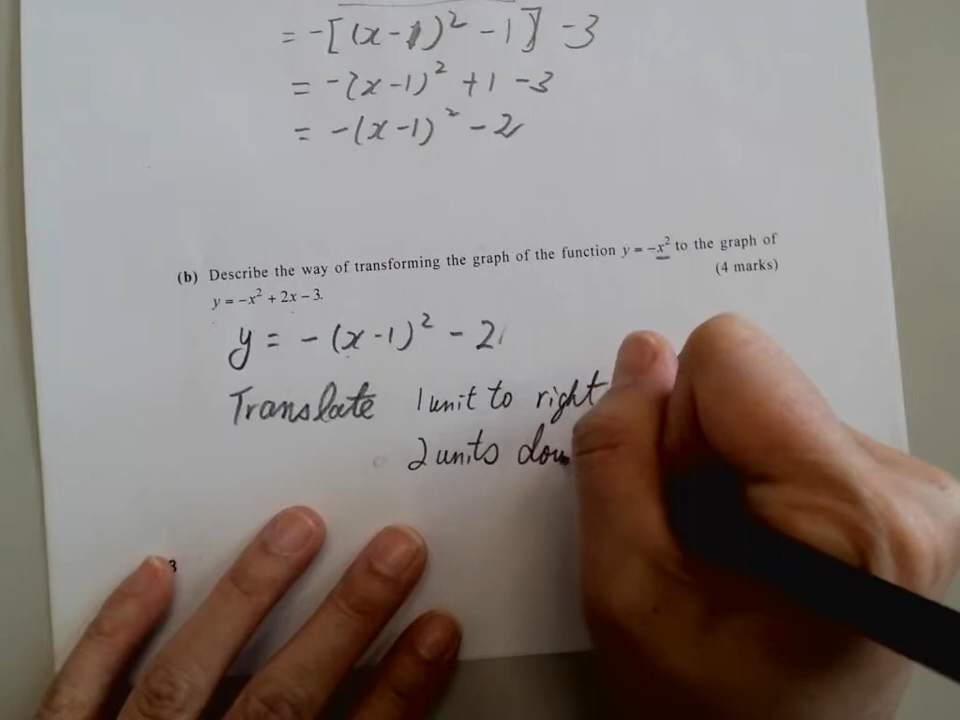 = -[(x-1)² -1] -3
= -(x-1)² +1 -3
= -(x-1)² -2
(b) Describe the way of transforming the graph of the function y = -x² to the graph of
y = -x² + 2x - 3. (4 marks)
y = -(x-1)² - 2
Translate 1 unit to right
2 units dow
3